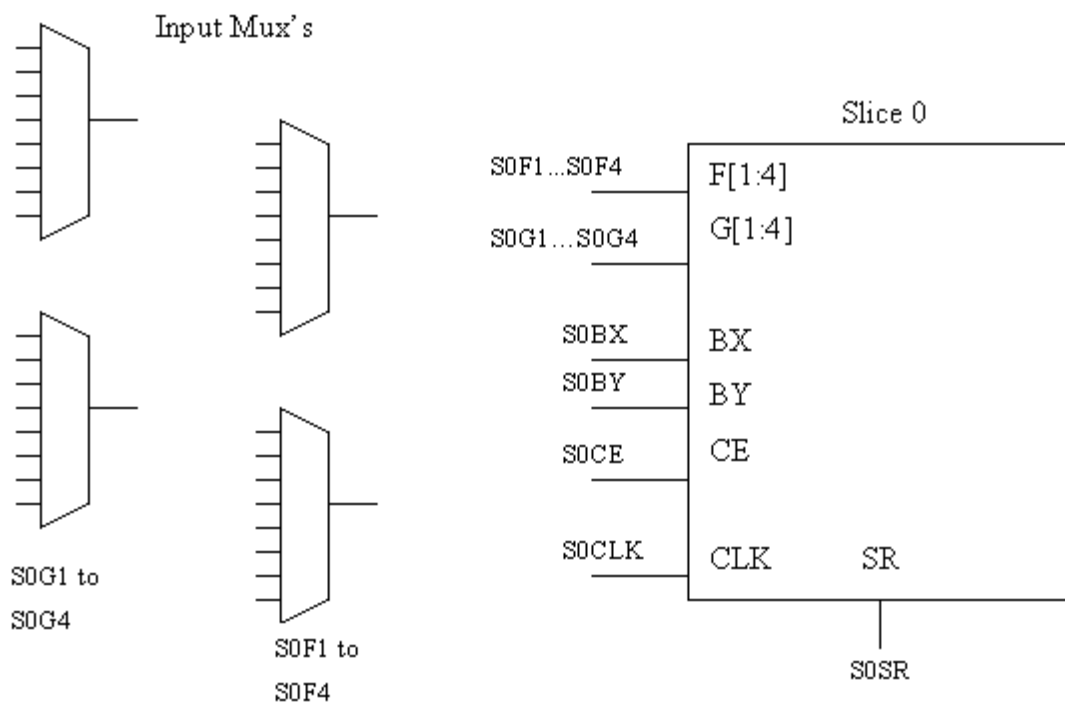 Input Mux's
Slice 0
S0F1...S0F4
F[1:4]
S0G1...S0G4
G[1:4]
S0BX
BX
S0BY
BY
S0CE
CE
S0CLK
CLK
SR
S0SR
S0G1 to
S0G4
S0F1 to
S0F4